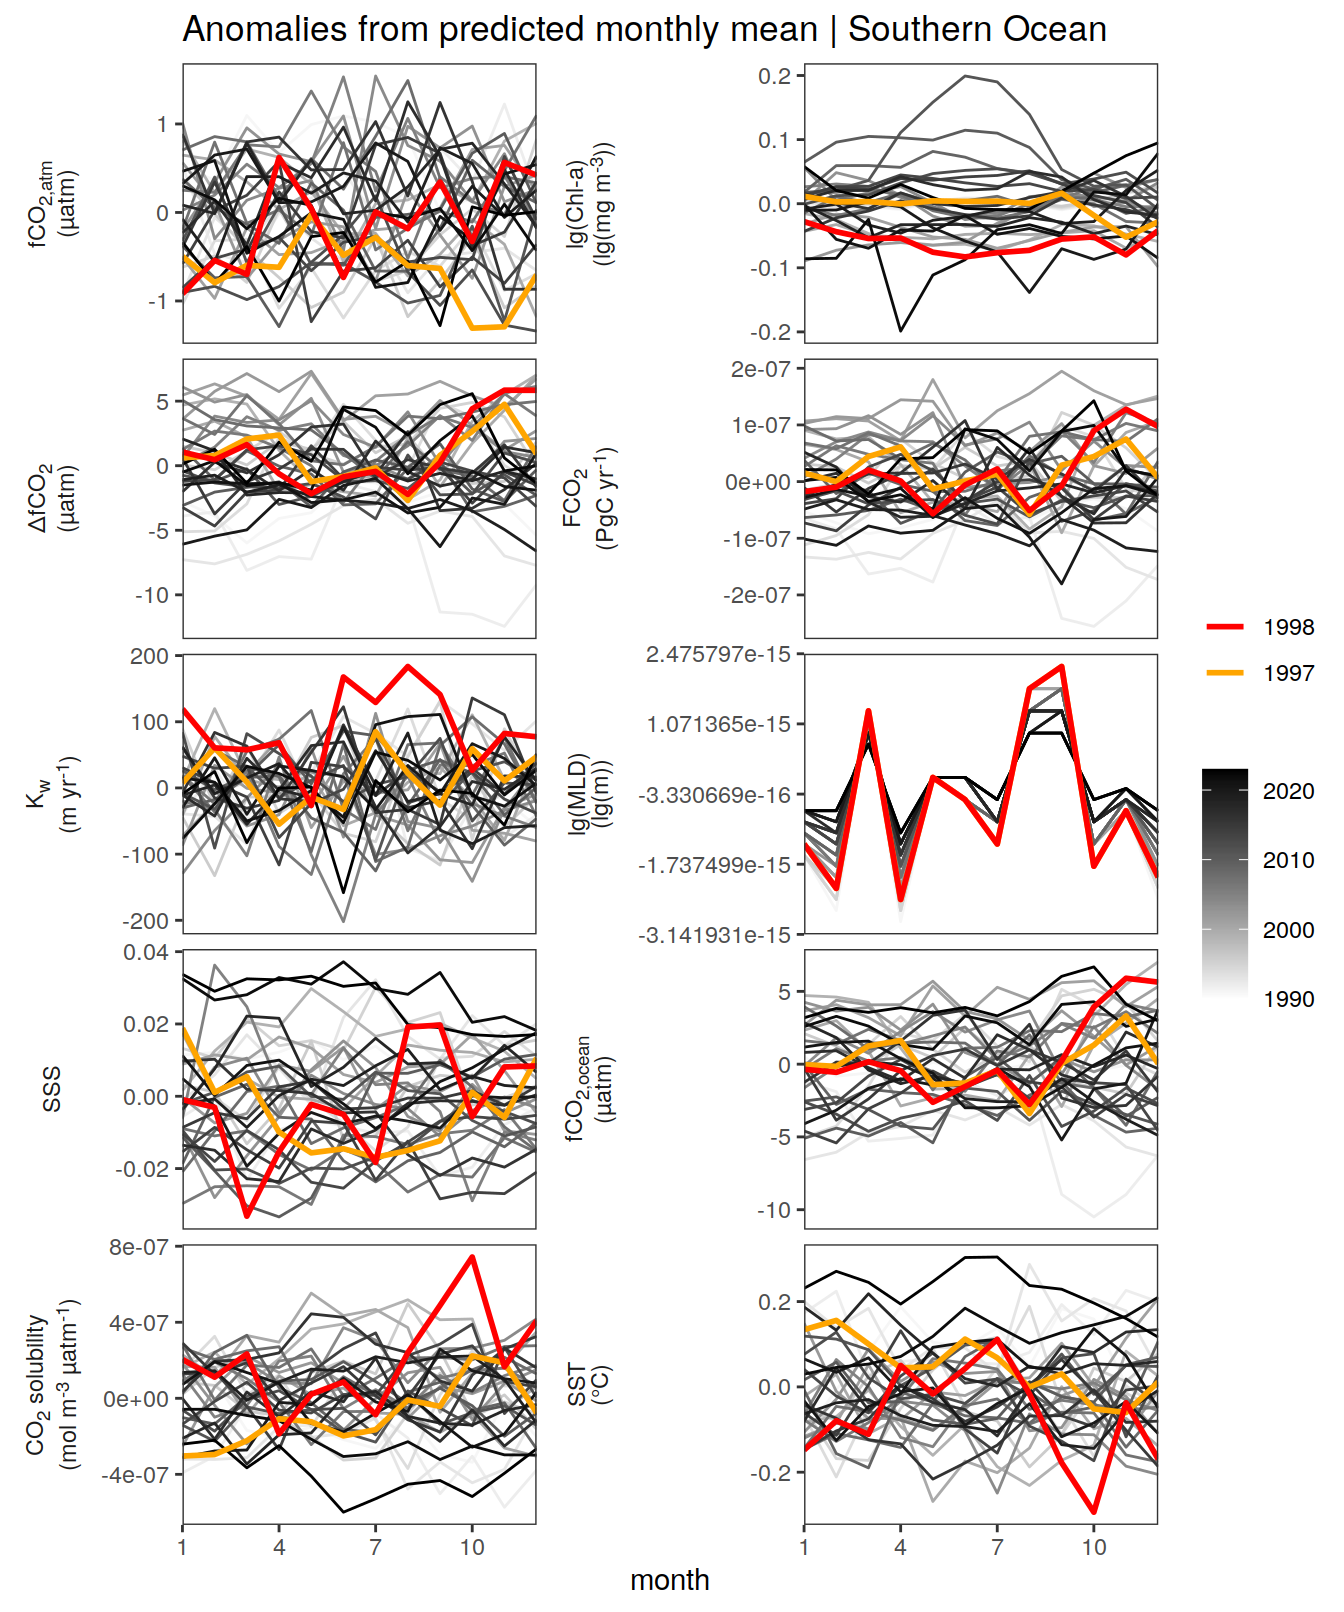 Anomalies from predicted monthly mean | Southern Ocean
fCO2,atm
(µatm)
1
0
-1
lg(Chl-a)
(lg(mg m-3))
0.2
0.1
0.0
-0.1
-0.2
ΔfCO2
(µatm)
5
0
-5
-10
FCO2
(PgC yr-1)
2e-07
1e-07
0e+00
-1e-07
-2e-07
Kw
(m yr-1)
200
100
0
-100
-200
lg(MLD)
(lg(m))
2.475797e-15
1.071365e-15
-3.330669e-16
-1.737499e-15
-3.141931e-15
SSS
0.04
0.02
0.00
-0.02
fCO2,ocean
(µatm)
5
0
-5
-10
CO2 solubility
(mol m-3 µatm-1)
8e-07
4e-07
0e+00
-4e-07
SST
(°C)
0.2
0.0
-0.2
1 4 7 10
1 4 7 10
month
1998
1997
2020
2010
2000
1990